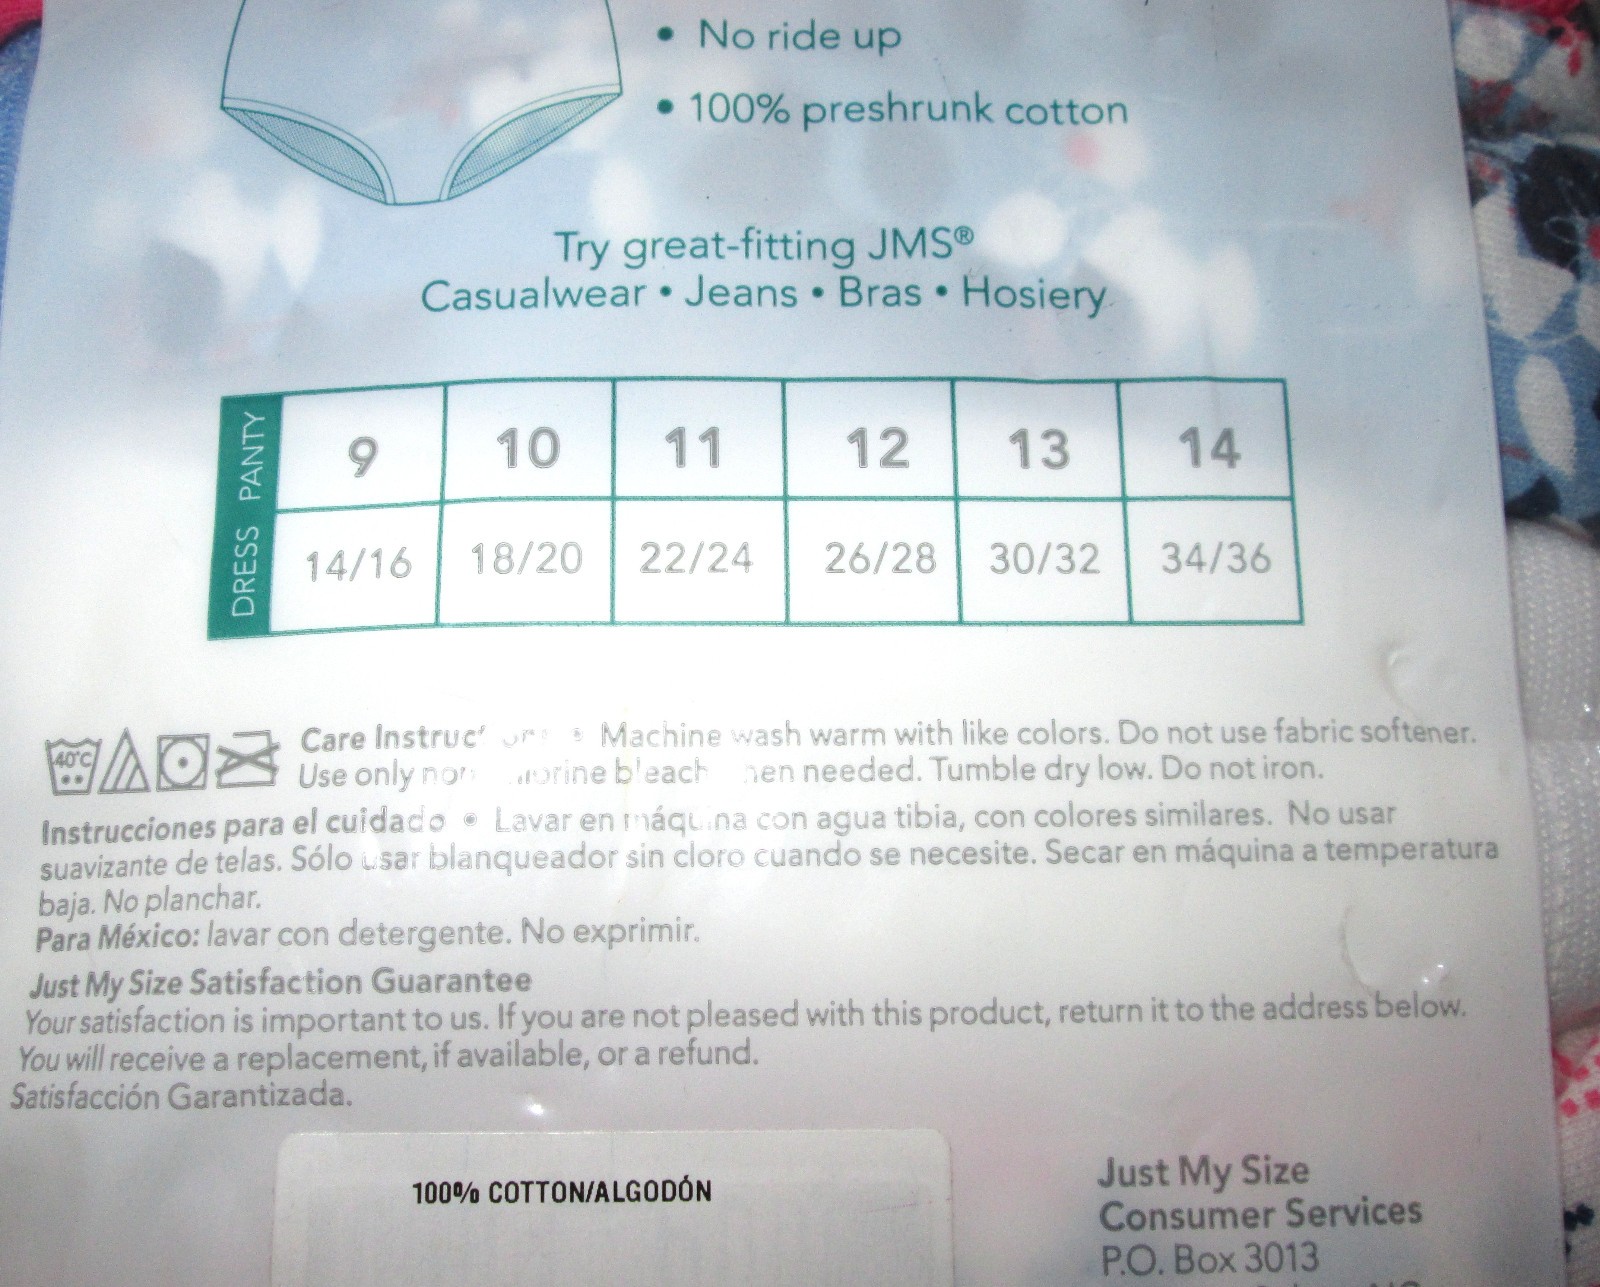 • No ride up
• 100% preshrunk cotton
Try great-fitting JMS®
Casualwear • Jeans • Bras • Hosiery
PANTY 9 10 11 12 13 14
DRESS 14/16 18/20 22/24 26/28 30/32 34/36
40°C
Care • Machine wash warm with like colors. Do not use fabric softener.
Use only needed. Tumble dry low. Do not iron.
Instrucciones para el cuidado • Lavar en máquina con agua tibia, con colores similares. No usar
suavizante de telas. Sólo usar blanqueador sin cloro cuando se necesite. Secar en máquina a temperatura
baja. No planchar.
Para México: lavar con detergente. No exprimir.
Just My Size Satisfaction Guarantee
Your satisfaction is important to us. If you are not pleased with this product, return it to the address below.
You will receive a replacement, if available, or a refund.
Satisfacción Garantizada.
100% COTTON/ALGODÓN
Just My Size
Consumer Services
P.O. Box 3013